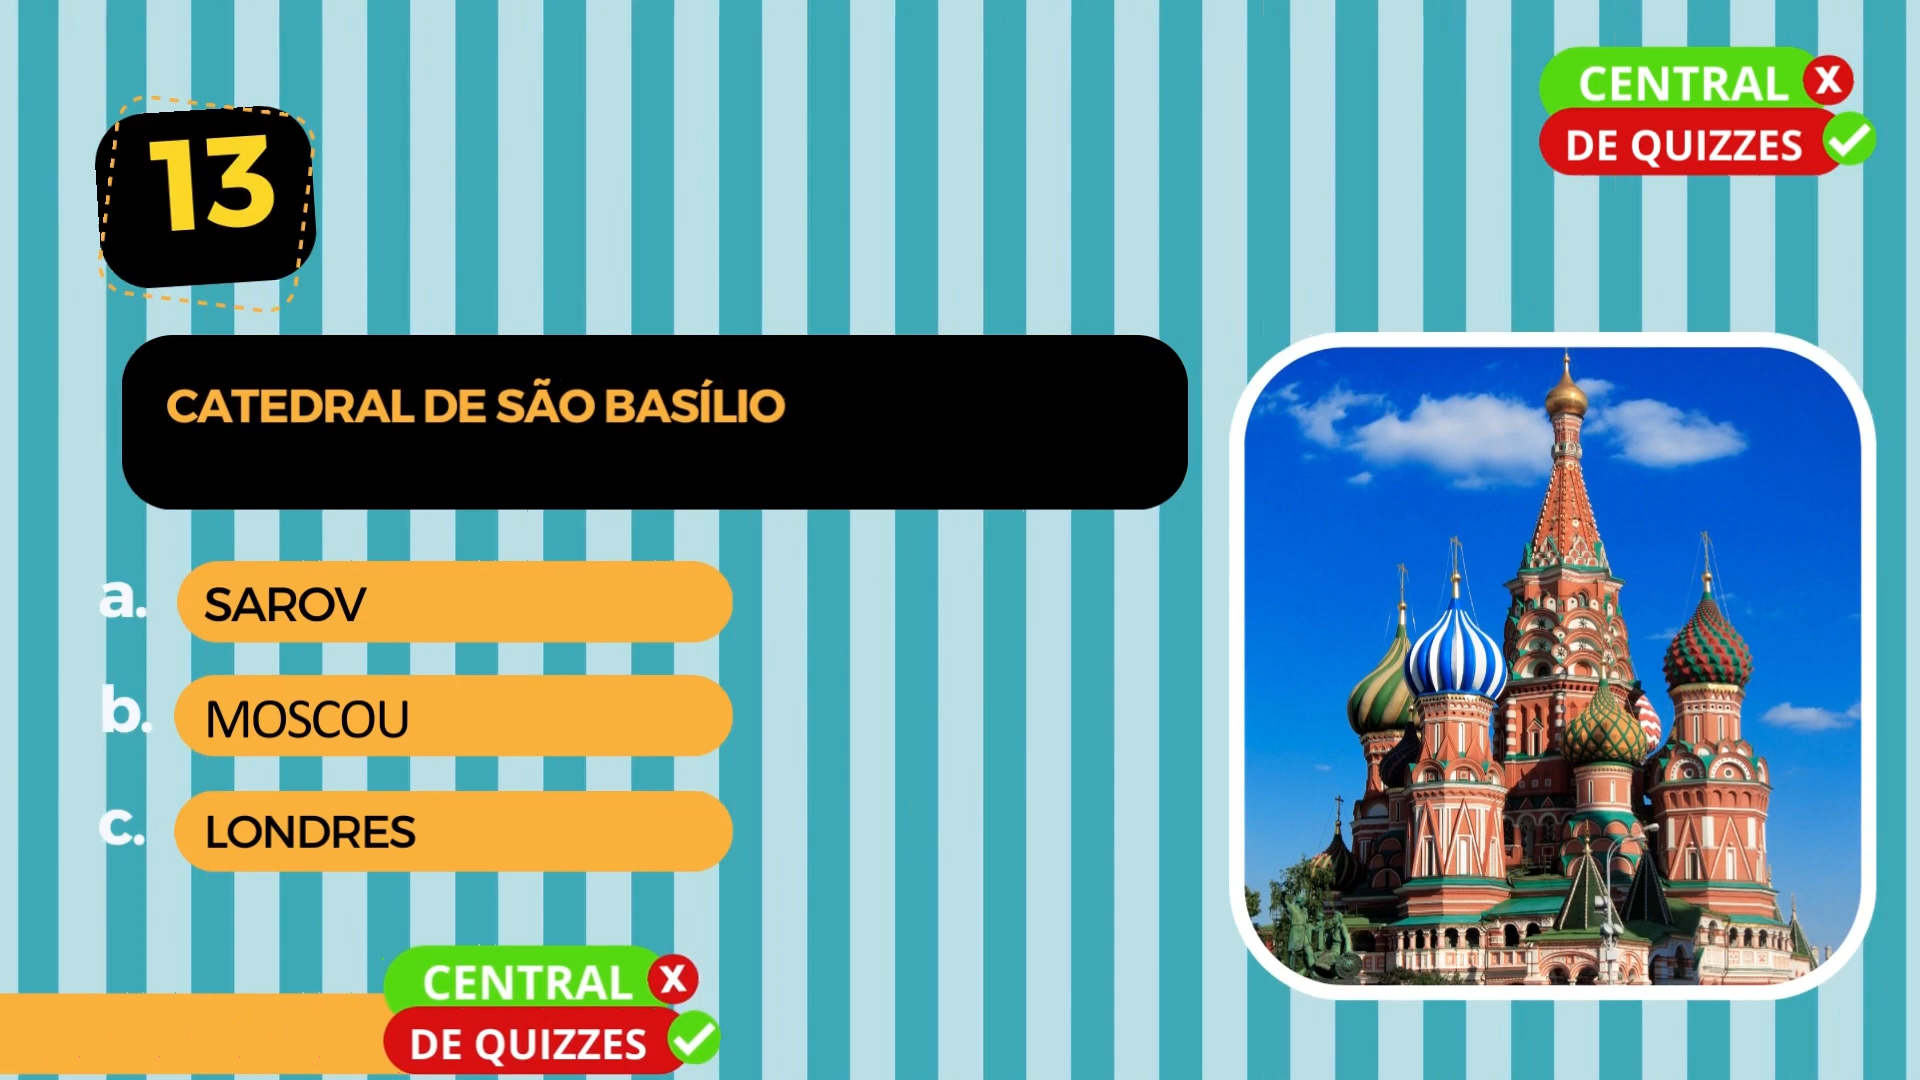 CENTRAL X
DE QUIZZES
13
CATEDRAL DE SÃO BASÍLIO
a. SAROV
b. MOSCOU
c. LONDRES
CENTRAL X
DE QUIZZES